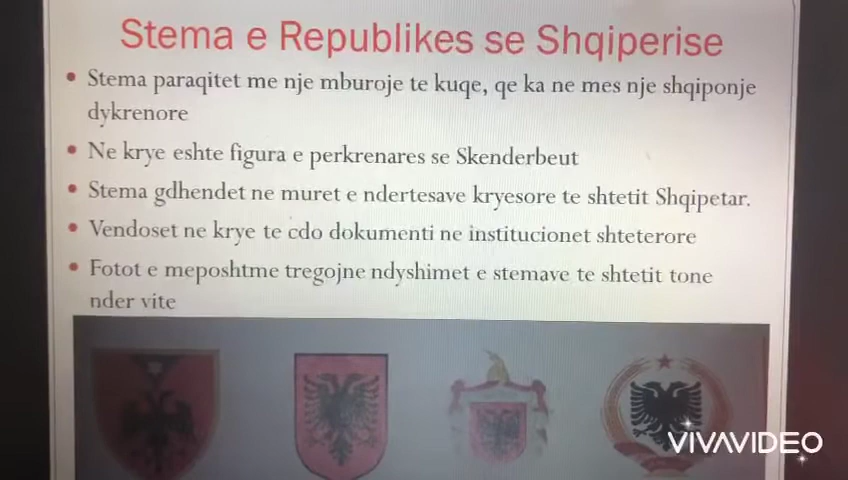 Stema e Republikes se Shqiperise
• Stema paraqitet me nje mburoje te kuqe, qe ka ne mes nje shqiponje
dykrenore
• Ne krye eshte figura e perkrenares se Skenderbeut
• Stema gdhendet ne muret e ndertesave kryesore te shtetit Shqipetar.
• Vendoset ne krye te cdo dokumenti ne institucionet shteterore
• Fotot e meposhtme tregojne ndyshimet e stemave te shtetit tone
nder vite
VIVAVIDEO